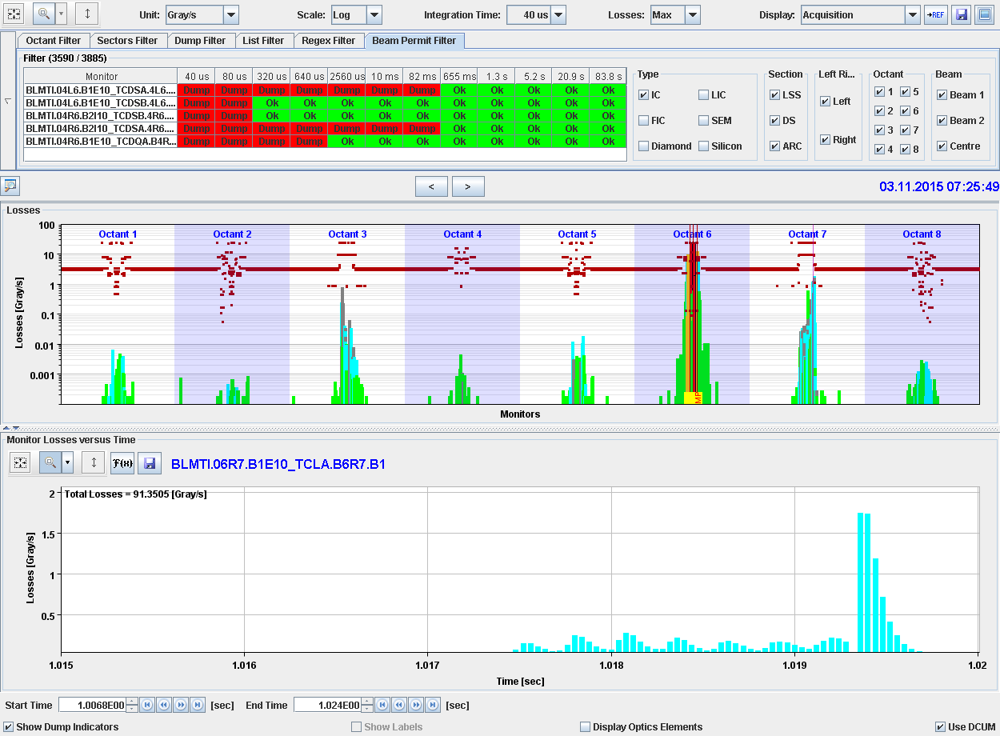 Unit: Gray/s Scale: Log Integration Time: 40 us Losses: Max Display: Acquisition →REF
Octant Filter Sectors Filter Dump Filter List Filter Regex Filter Beam Permit Filter
Filter (3590 / 3885)
Monitor 40 us 80 us 320 us 640 us 2560 us 10 ms 82 ms 655 ms 1.3 s 5.2 s 20.9 s 83.8 s
BLMTI.04L6.B1E10_TCDSA.4L6.... Dump Dump Dump Dump Dump Dump Dump Ok Ok Ok Ok Ok
BLMTI.04L6.B1E10_TCDSB.4L6.... Dump Dump Ok Ok Ok Ok Ok Ok Ok Ok Ok Ok
BLMTI.04R6.B2I10_TCDSB.4R6.... Dump Dump Ok Ok Ok Ok Ok Ok Ok Ok Ok Ok
BLMTI.04R6.B2I10_TCDSA.4R6.... Dump Dump Dump Dump Dump Dump Dump Ok Ok Ok Ok Ok
BLMTI.04R6.B1E10_TCDQA.B4R... Dump Dump Dump Dump Ok Ok Ok Ok Ok Ok Ok Ok
Type Section Left Ri... Octant Beam
IC LIC LSS Left 1 5 Beam 1
FIC SEM DS 2 6 Beam 2
3 7
Diamond Silicon ARC Right 4 8 Centre
< > 03.11.2015 07:25:49
Losses
Octant 1 Octant 2 Octant 3 Octant 4 Octant 5 Octant 6 Octant 7 Octant 8
100
10
1
0.1
0.01
0.001
Losses [Gray/s]
MP
Monitors
Monitor Losses versus Time
F(x) BLMTI.06R7.B1E10_TCLA.B6R7.B1
Total Losses = 91.3505 [Gray/s]
2
1.5
1
0.5
Losses [Gray/s]
1.015 1.016 1.017 1.018 1.019 1.02
Time [sec]
Start Time 1.0068E00 [sec] End Time 1.024E00 [sec]
Show Dump Indicators Show Labels Display Optics Elements Use DCUM